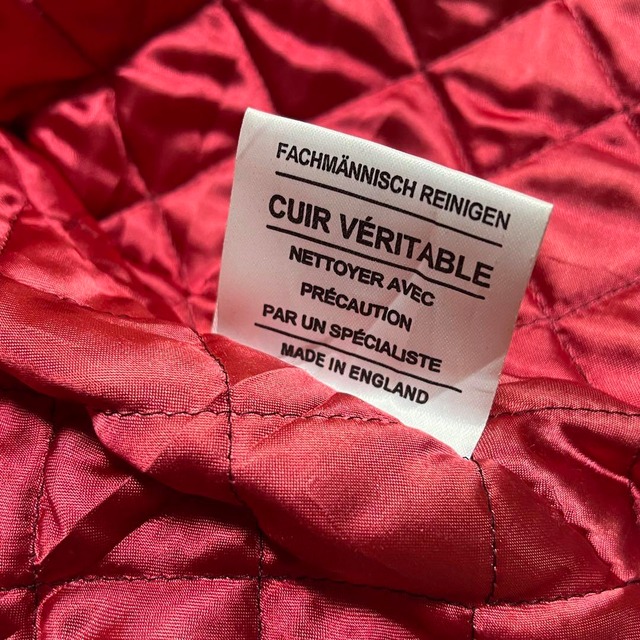 FACHMÄNNISCH REINIGEN
CUIR VÉRITABLE
NETTOYER AVEC
PRÉCAUTION
PAR UN SPÉCIALISTE
MADE IN ENGLAND